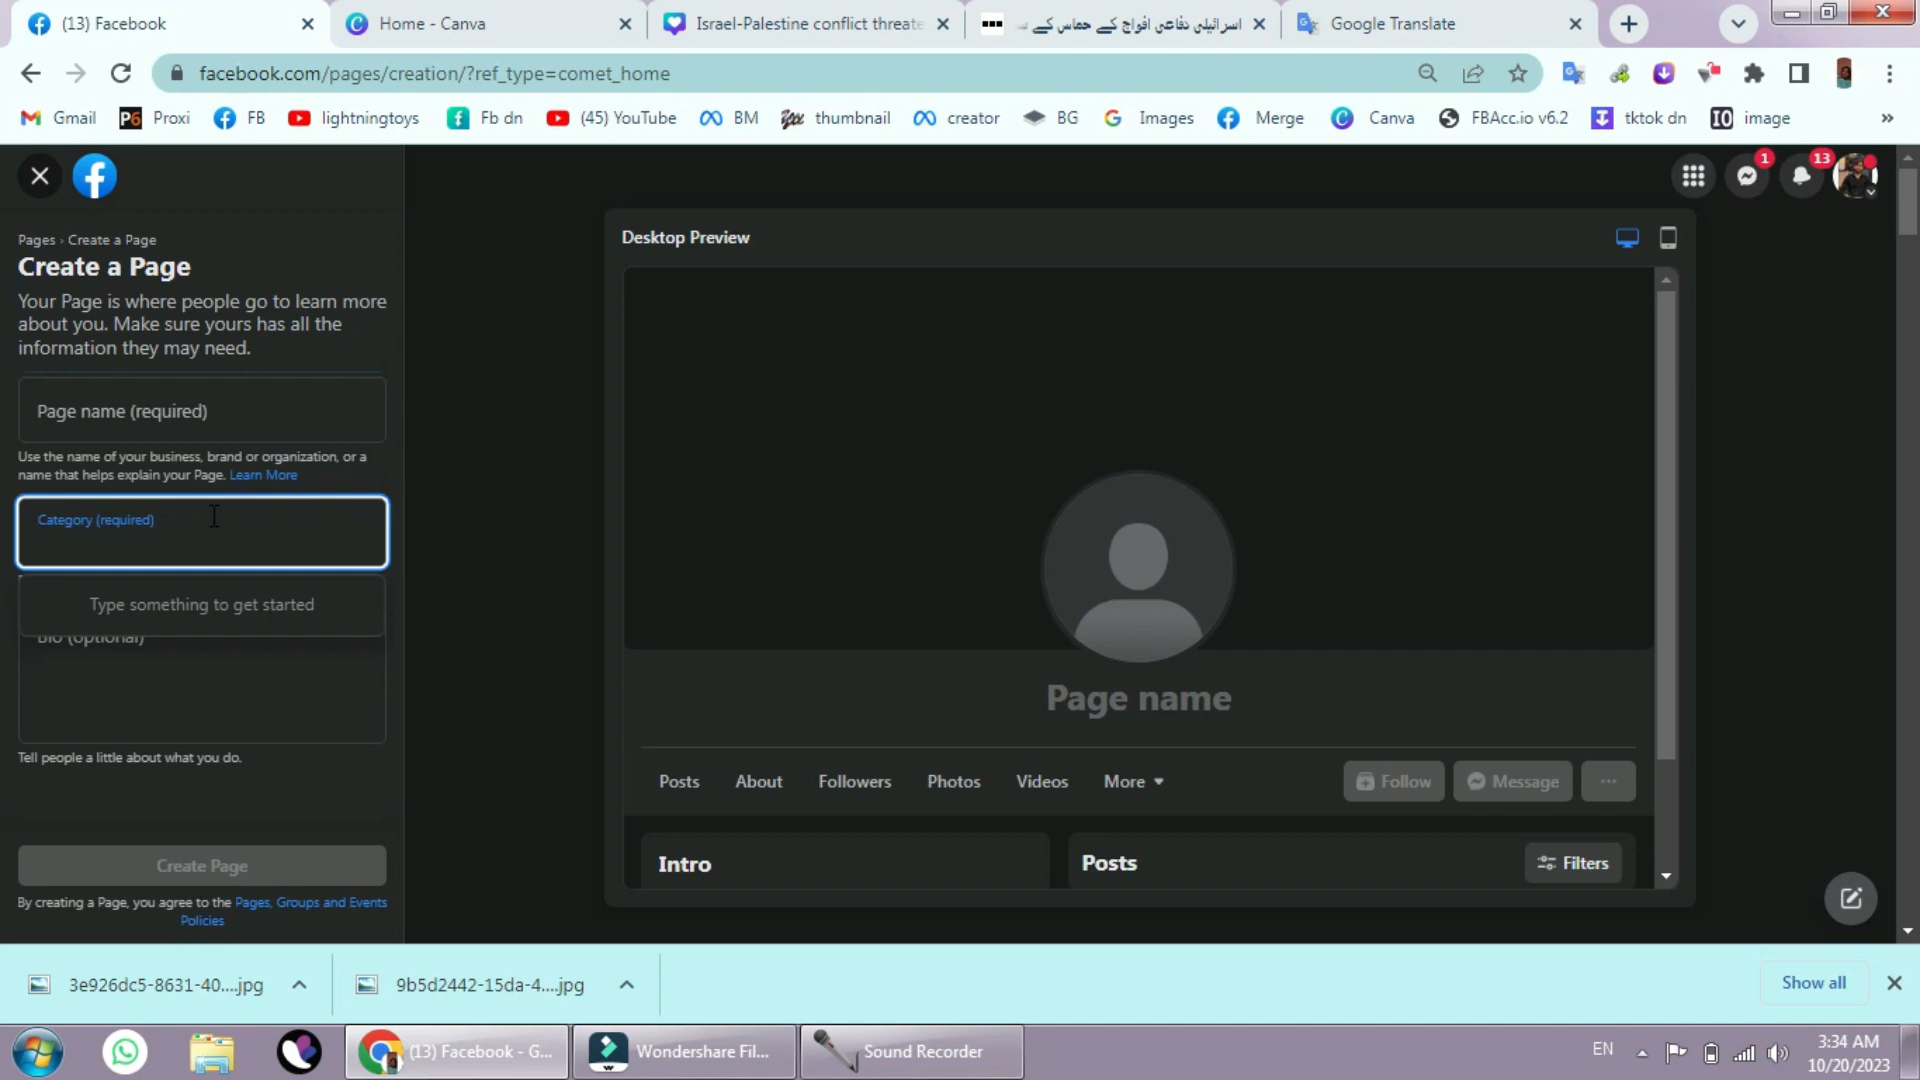 (13) Facebook
Home - Canva
Israel-Palestine conflict threate
اسرائیلی دفاعی افواج کے حماس کے
Google Translate
facebook.com/pages/creation/?ref_type=comet_home
Gmail
P6 Proxi
FB
lightningtoys
Fb dn
(45) YouTube
BM
thumbnail
creator
BG
Images
Merge
Canva
FBAcc.io v6.2
tktok dn
IO image
»
1
13
Pages › Create a Page
Create a Page
Your Page is where people go to learn more
about you. Make sure yours has all the
information they may need.
Page name (required)
Use the name of your business, brand or organization, or a
name that helps explain your Page. Learn More
Category (required)
Type something to get started
Bio (optional)
Tell people a little about what you do.
Create Page
By creating a Page, you agree to the Pages, Groups and Events
Policies
Desktop Preview
Page name
Posts
About
Followers
Photos
Videos
More
Follow
Message
Intro
Posts
Filters
3e926dc5-8631-40....jpg
9b5d2442-15da-4....jpg
Show all
(13) Facebook - G...
Wondershare Fil...
Sound Recorder
EN
3:34 AM
10/20/2023